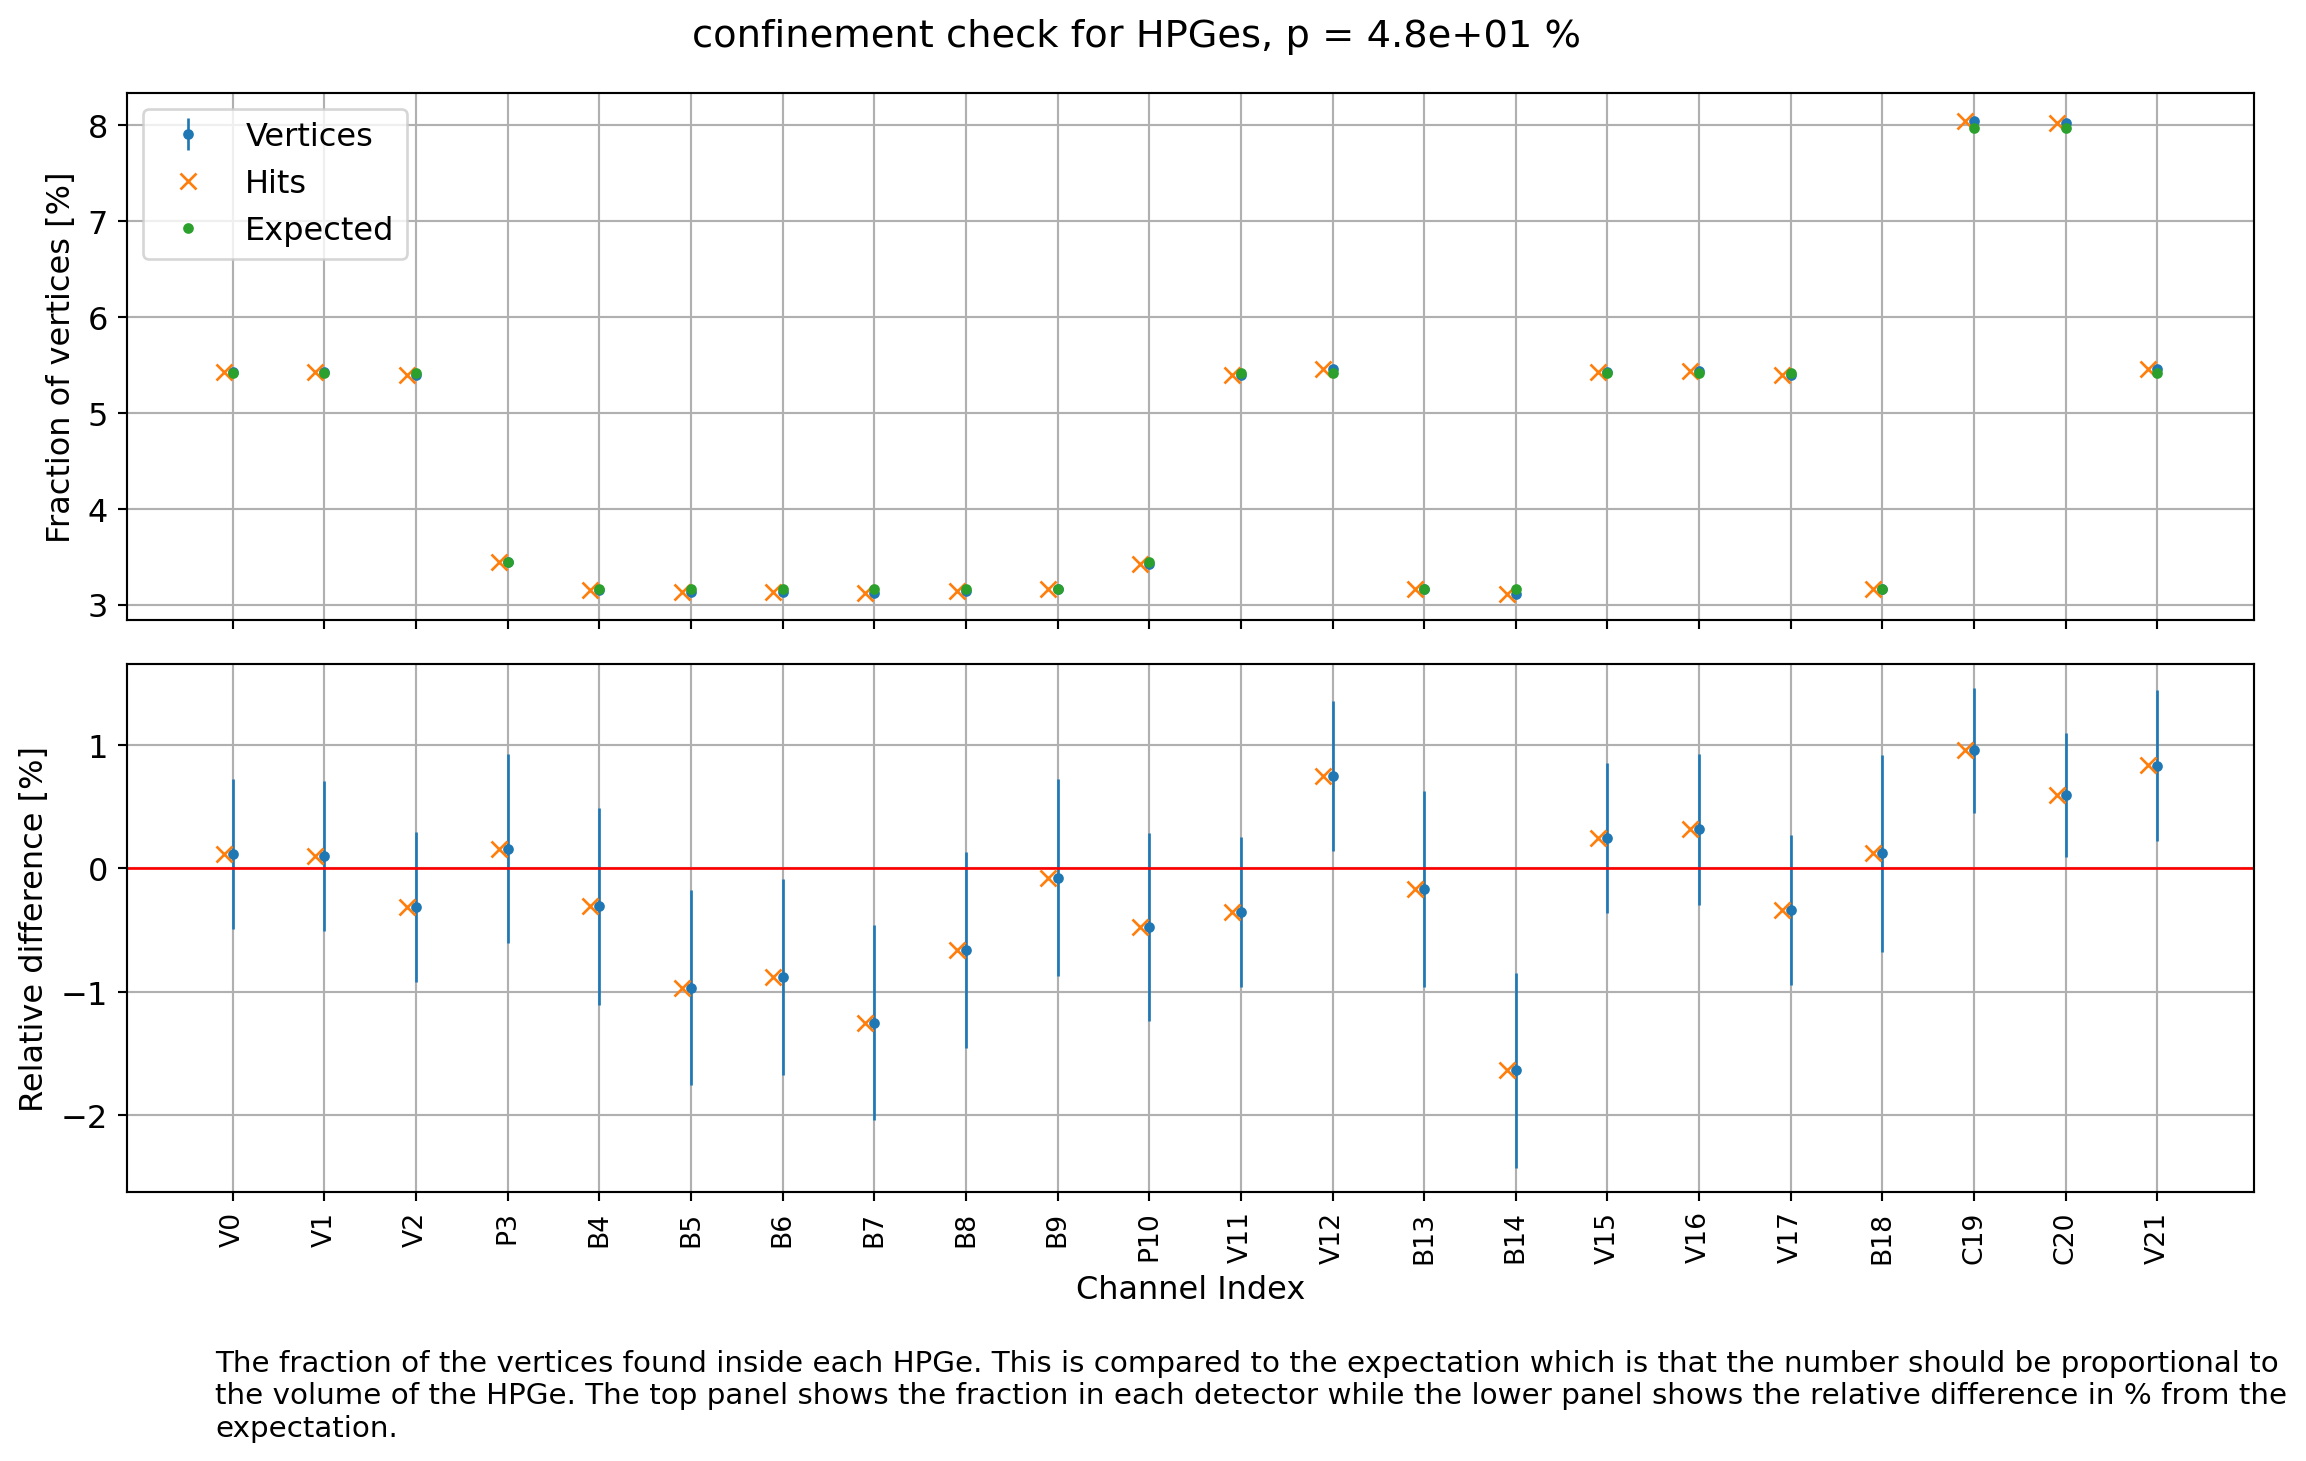 confinement check for HPGes, p = 4.8e+01 %
Fraction of vertices [%]
8
7
6
5
4
3
Vertices
Hits
Expected
Relative difference [%]
1
0
−1
−2
V0 V1 V2 P3 B4 B5 B6 B7 B8 B9 P10 V11 V12 B13 B14 V15 V16 V17 B18 C19 C20 V21
Channel Index
The fraction of the vertices found inside each HPGe. This is compared to the expectation which is that the number should be proportional to
the volume of the HPGe. The top panel shows the fraction in each detector while the lower panel shows the relative difference in % from the
expectation.